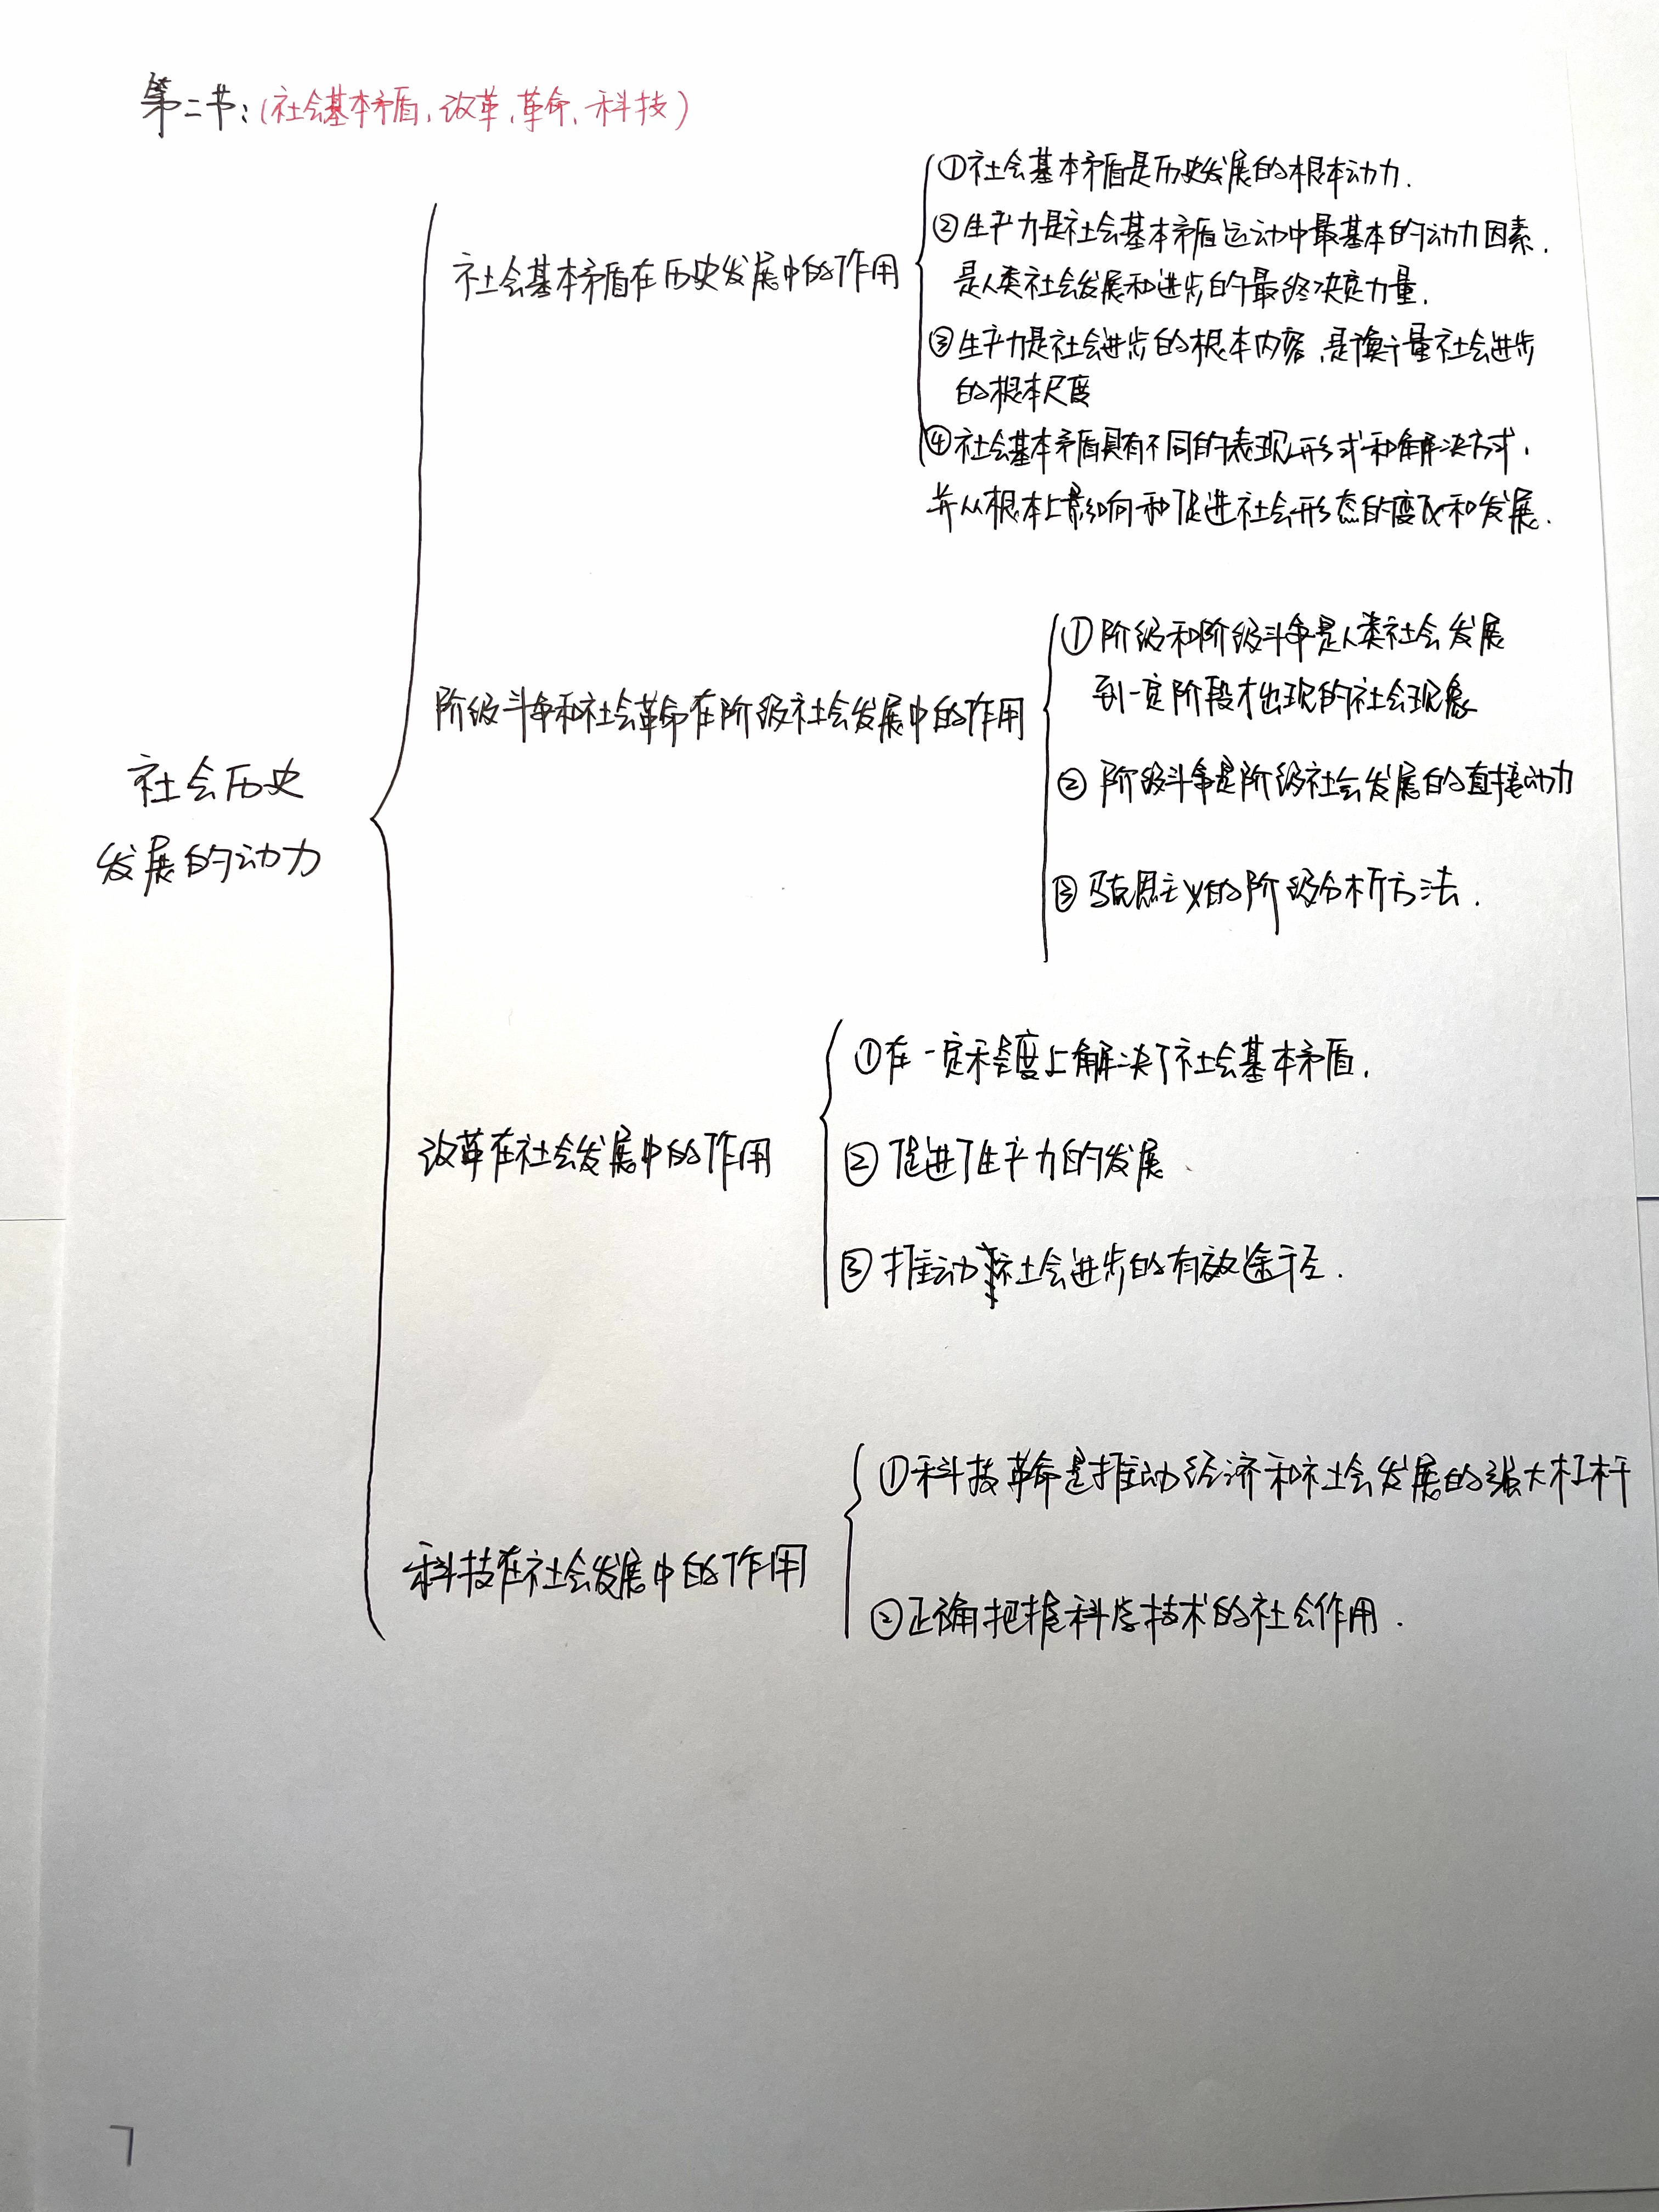 第二节：(社会基本矛盾，改革，革命，科技)
①社会基本矛盾是历史发展的根本动力.
②生产力是社会基本矛盾运动中最基本的动力因素.
是人类社会发展和进步的最终决定力量.
社会基本矛盾在历史发展中的作用
③生产力是社会进步的根本内容，是衡量社会进步
的根本尺度
④社会基本矛盾具有不同的表现形式和解决方式，
并从根本上影响和促进社会形态的变化和发展.
①阶级和阶级斗争是人类社会发展
到一定阶段才出现的社会现象
阶级斗争和社会革命在阶级社会发展中的作用
②阶级斗争是阶级社会发展的直接动力
③马克思主义的阶级分析方法.
社会历史
发展的动力
①在一定程度上解决了社会基本矛盾.
改革在社会发展中的作用
②促进了生产力的发展
③推动社会进步的有效途径.
①科技革命是推动经济和社会发展的强大杠杆
科技在社会发展中的作用
②正确把握科学技术的社会作用.
7